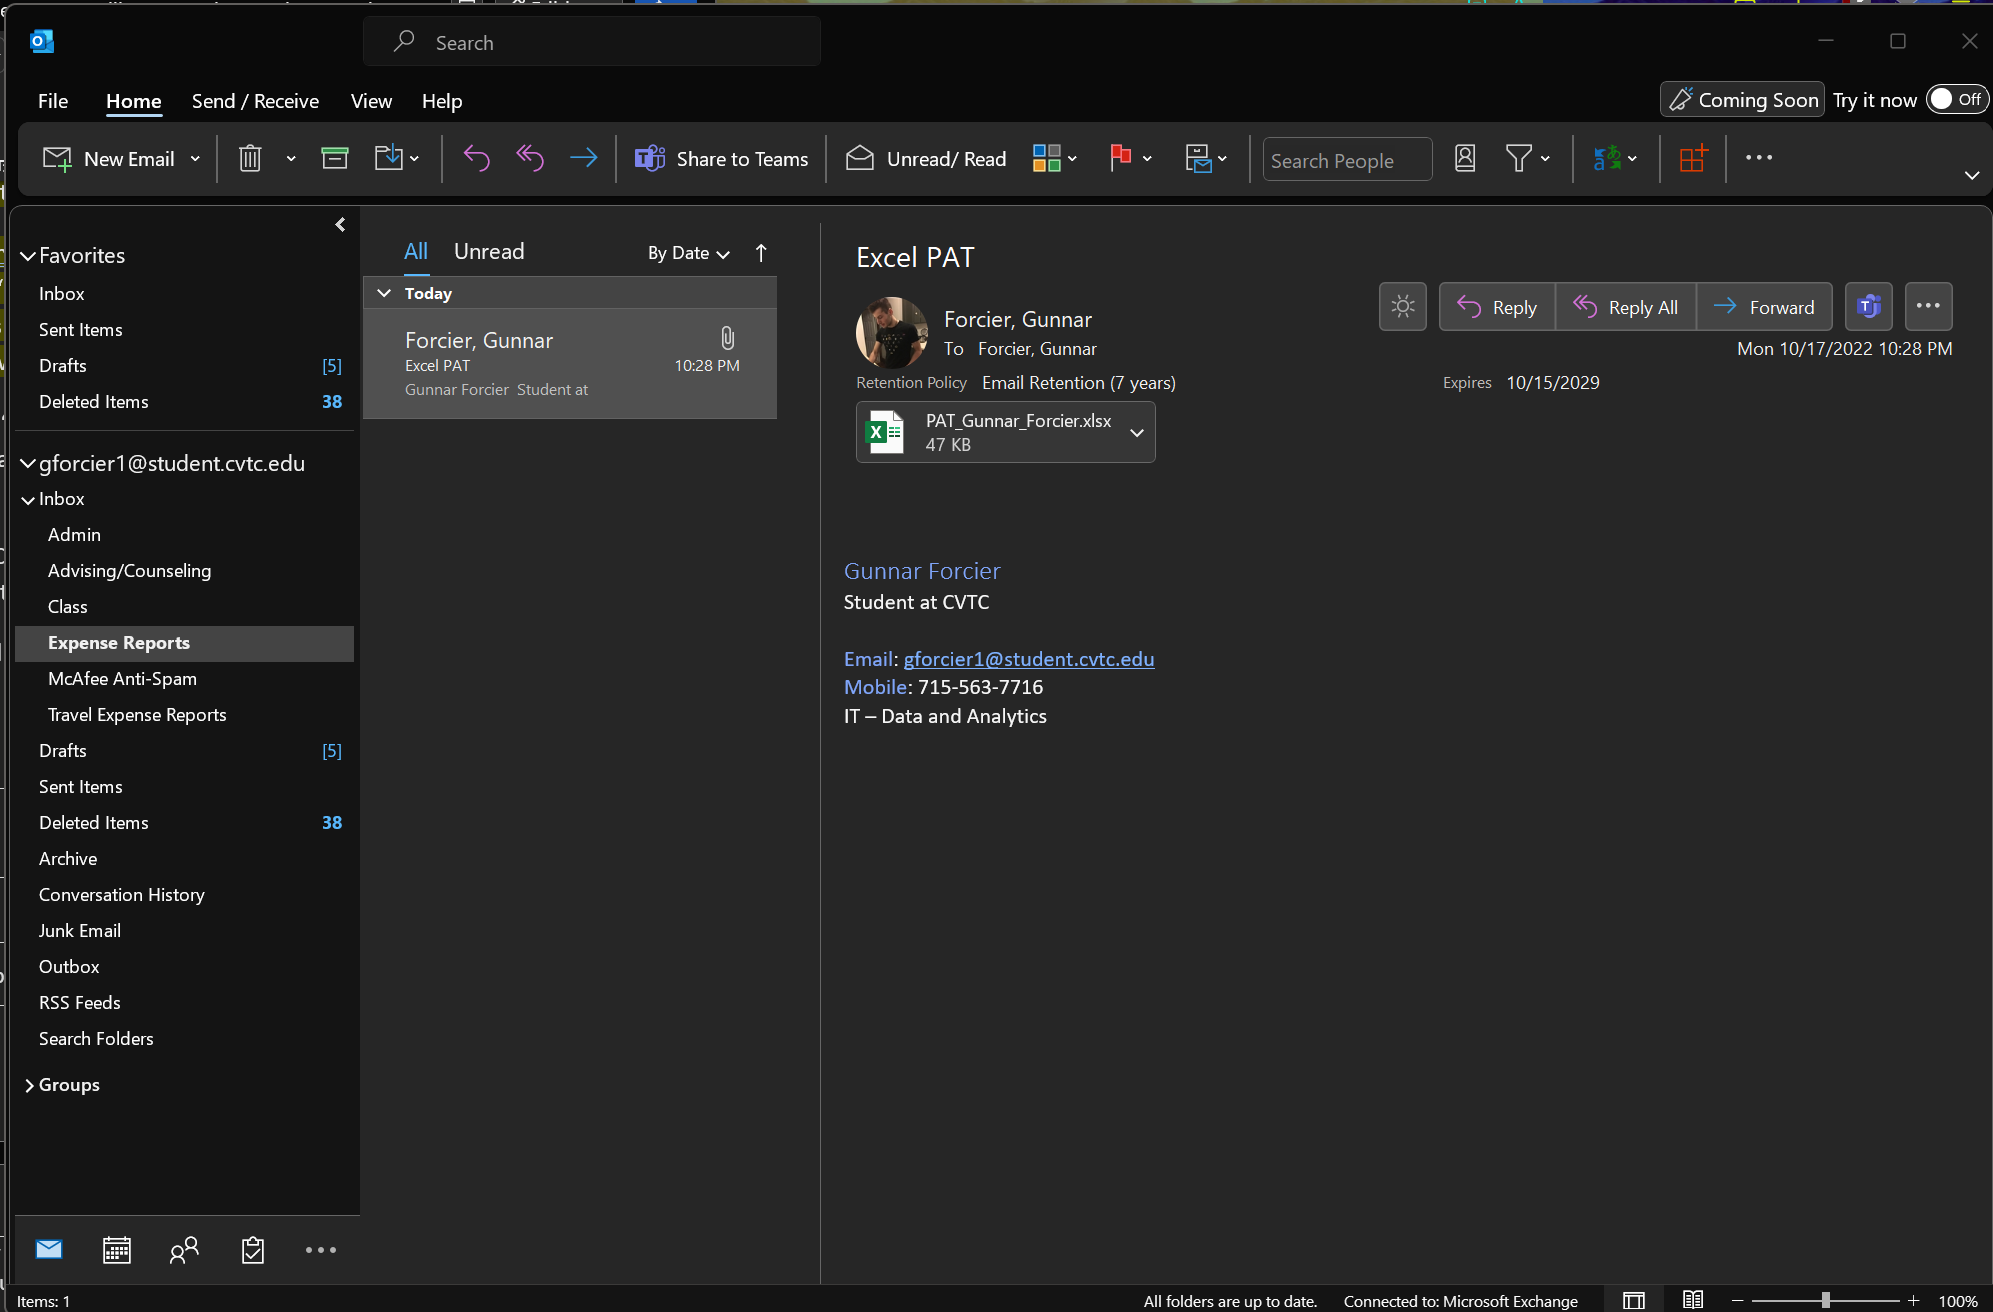 Search
File Home Send / Receive View Help
Coming Soon Try it now Off
New Email Share to Teams Unread/ Read Search People
Favorites
Inbox
Sent Items
Drafts [5]
Deleted Items 38
gforcier1@student.cvtc.edu
Inbox
Admin
Advising/Counseling
Class
Expense Reports
McAfee Anti-Spam
Travel Expense Reports
Drafts [5]
Sent Items
Deleted Items 38
Archive
Conversation History
Junk Email
Outbox
RSS Feeds
Search Folders
Groups
All Unread By Date
Today
Forcier, Gunnar
Excel PAT 10:28 PM
Gunnar Forcier Student at
Excel PAT
Forcier, Gunnar
To Forcier, Gunnar
Reply Reply All Forward
Mon 10/17/2022 10:28 PM
Retention Policy Email Retention (7 years) Expires 10/15/2029
PAT_Gunnar_Forcier.xlsx
47 KB
Gunnar Forcier
Student at CVTC
Email: gforcier1@student.cvtc.edu
Mobile: 715-563-7716
IT – Data and Analytics
Items: 1 All folders are up to date. Connected to: Microsoft Exchange 100%